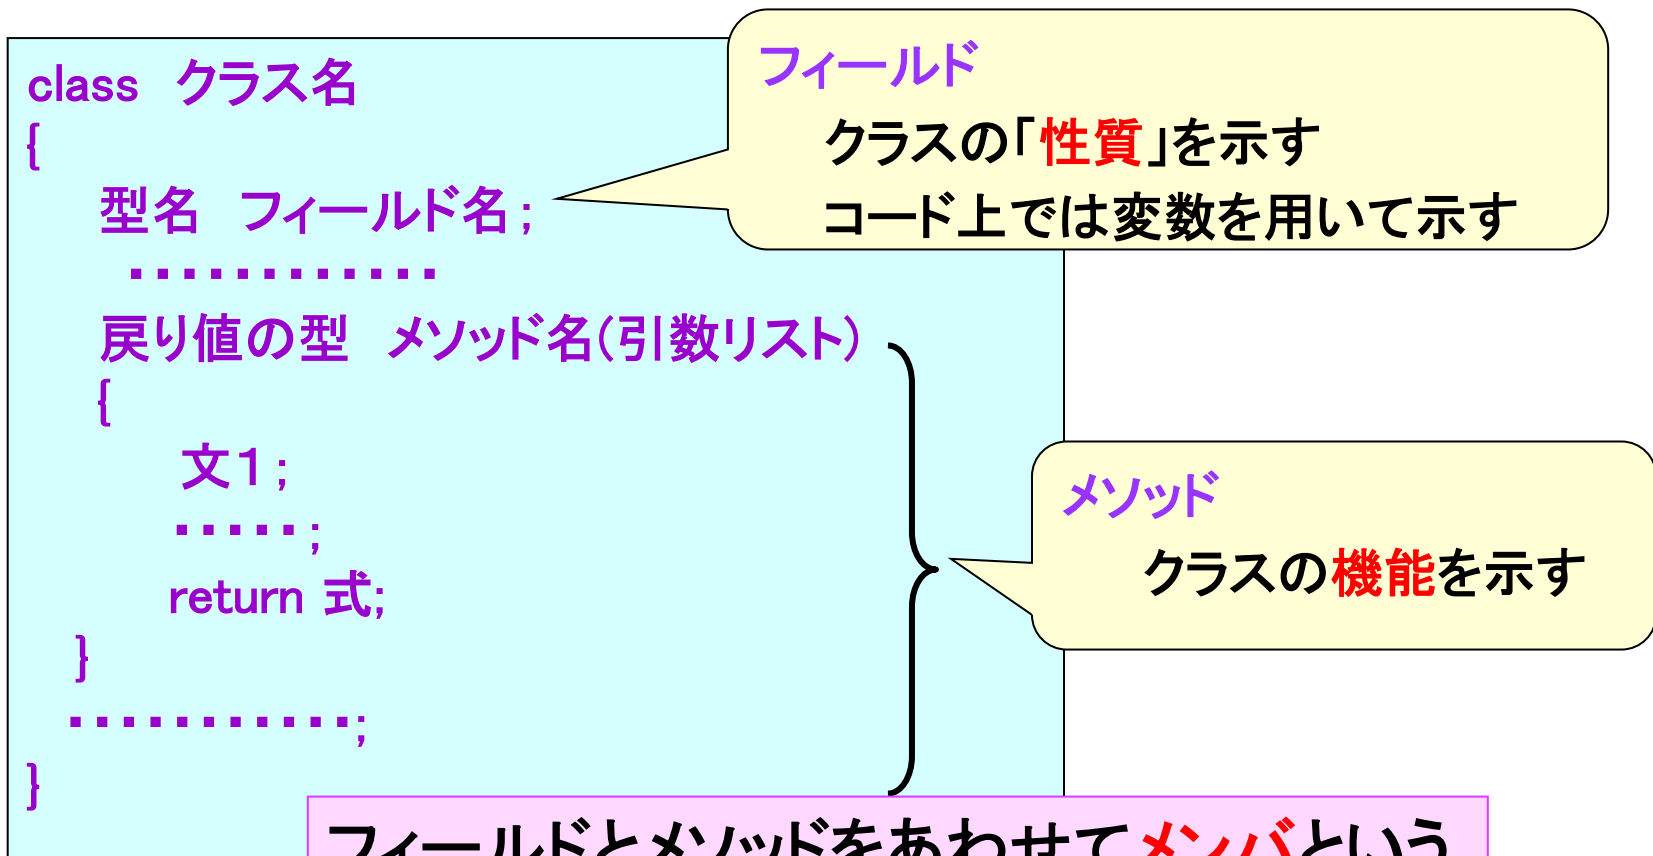 class クラス名
{
型名 フィールド名；
・・・・・・・・・・・・
戻り値の型 メソッド名(引数リスト)
{
文１；
・・・・・；
return 式;
}
・・・・・・・・・・・；
}
フィールド
クラスの「性質」を示す
コード上では変数を用いて示す
メソッド
クラスの機能を示す
フィールドとメソッドをあわせてメンバという